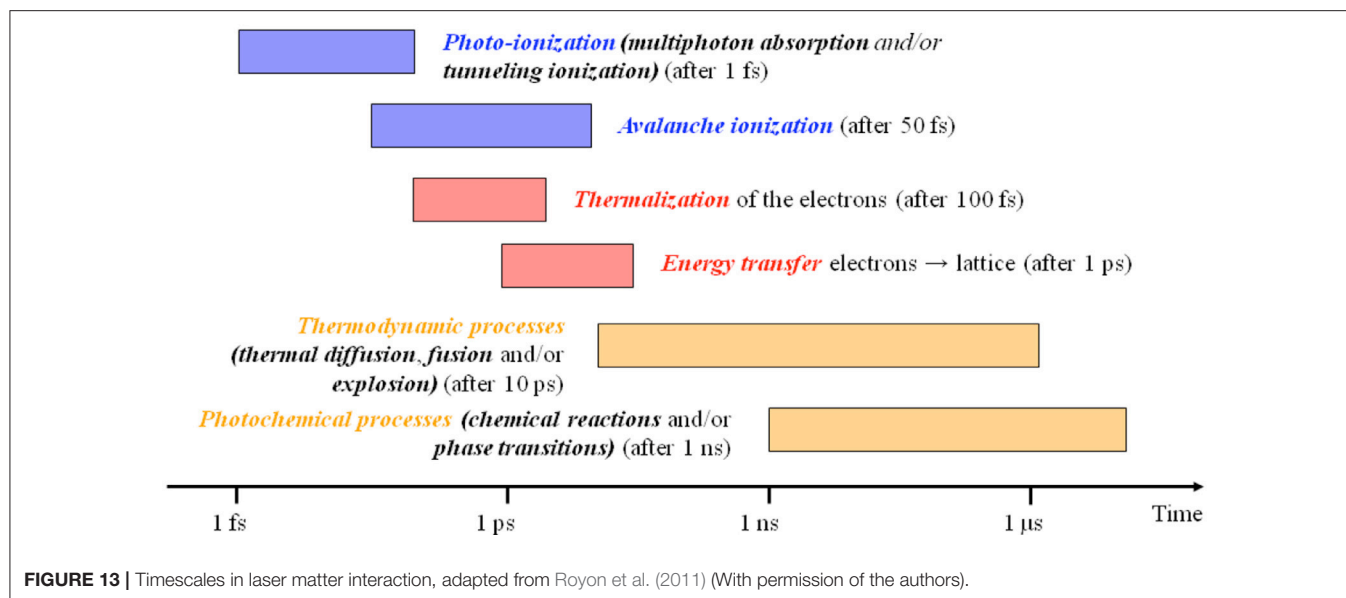 Photo-ionization (multiphoton absorption and/or
tunneling ionization) (after 1 fs)
Avalanche ionization (after 50 fs)
Thermalization of the electrons (after 100 fs)
Energy transfer electrons → lattice (after 1 ps)
Thermodynamic processes
(thermal diffusion, fusion and/or
explosion) (after 10 ps)
Photochemical processes (chemical reactions and/or
phase transitions) (after 1 ns)
1 fs 1 ps 1 ns 1 μs Time
FIGURE 13 | Timescales in laser matter interaction, adapted from Royon et al. (2011) (With permission of the authors).